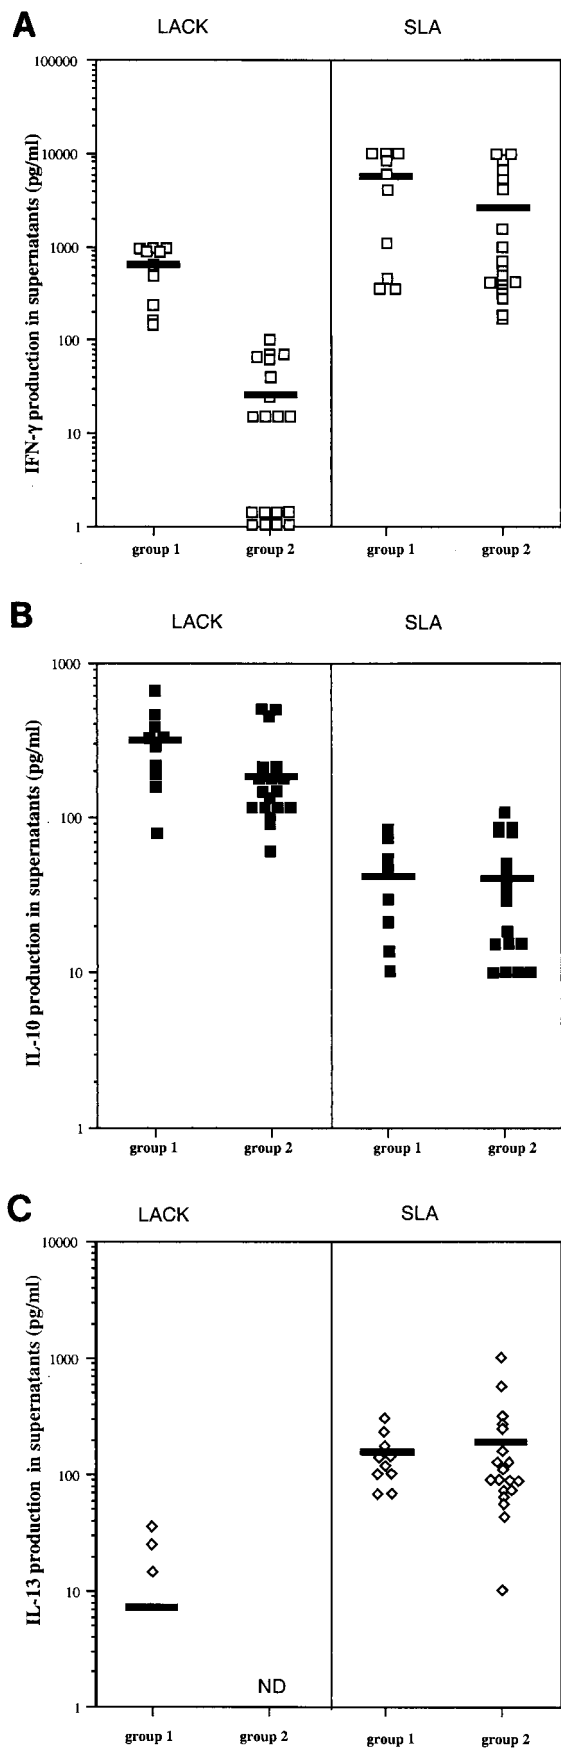 A
LACK SLA
IFN-γ production in supernatants (pg/ml)
100000
10000
1000
100
10
1
group 1 group 2 group 1 group 2
B
LACK SLA
IL-10 production in supernatants (pg/ml)
1000
100
10
1
group 1 group 2 group 1 group 2
C
LACK SLA
IL-13 production in supernatants (pg/ml)
10000
1000
100
10
1
ND
group 1 group 2 group 1 group 2